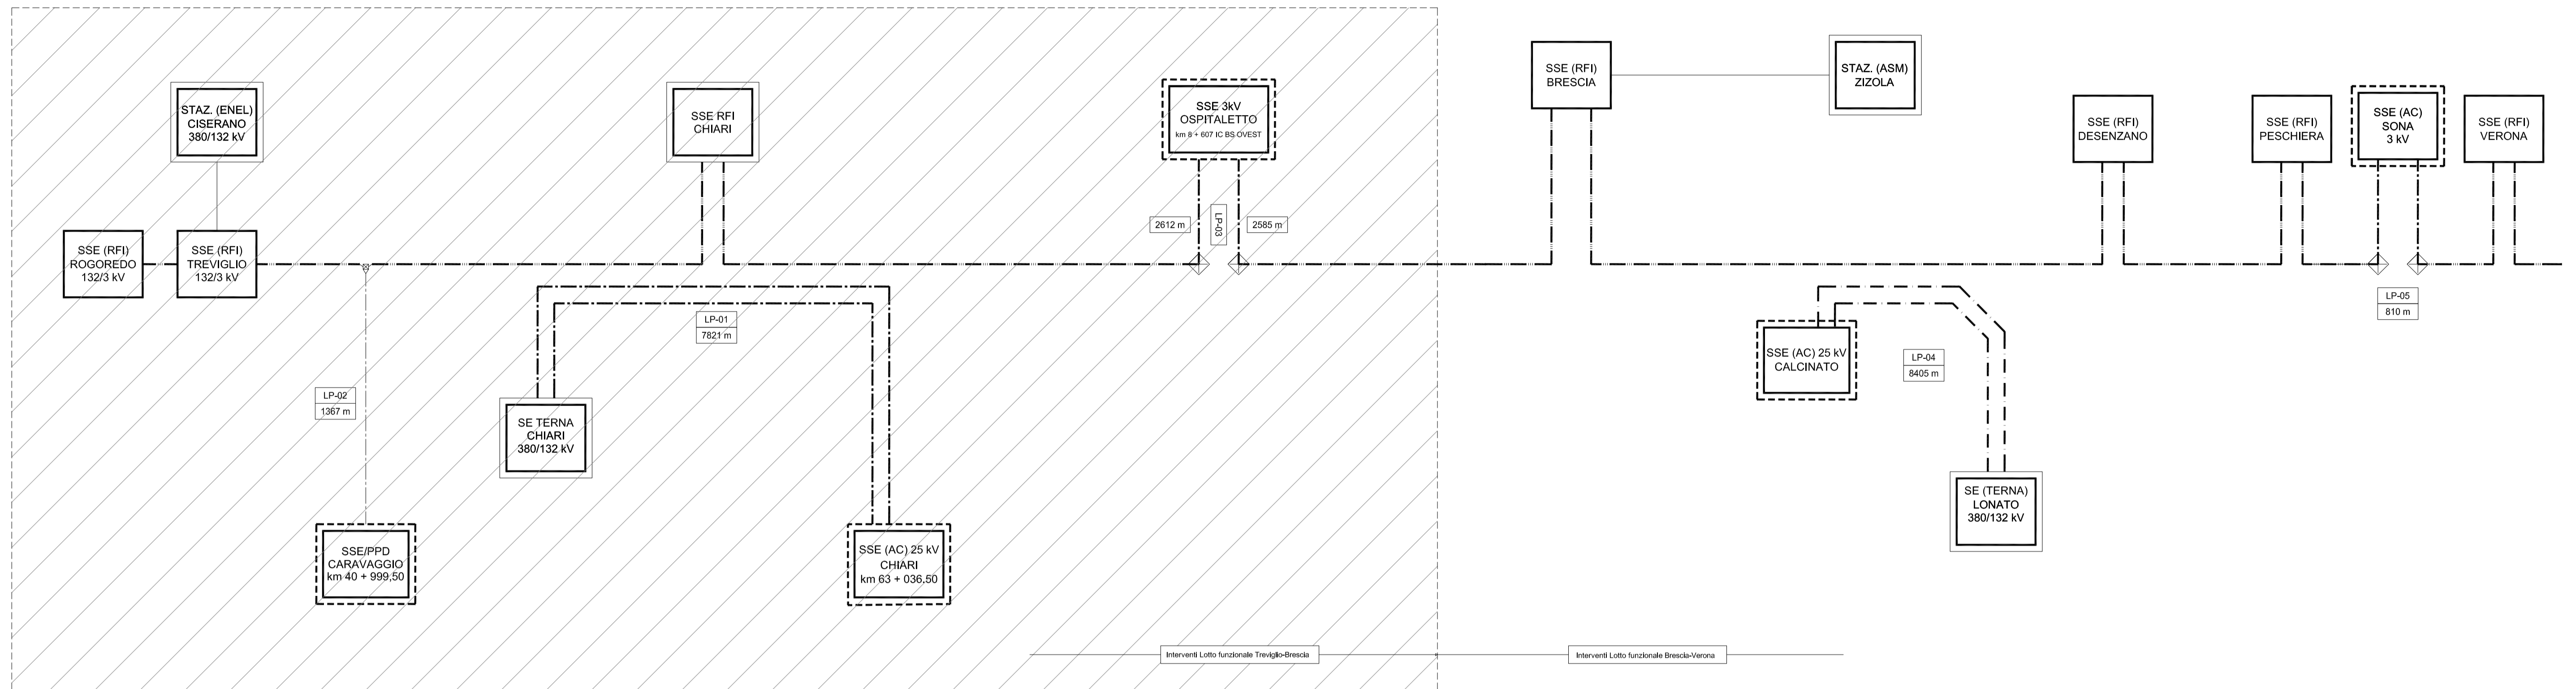 STAZ. (ENEL)
CISERANO
380/132 kV
SSE RFI
CHIARI
SSE 3kV
OSPITALETTO
km 8 + 607 IC BS OVEST
SSE (RFI)
BRESCIA
STAZ. (ASM)
ZIZOLA
SSE (RFI)
DESENZANO
SSE (RFI)
PESCHIERA
SSE (AC)
SONA
3 kV
SSE (RFI)
VERONA
2612 m
LP-03
2585 m
SSE (RFI)
ROGOREDO
132/3 kV
SSE (RFI)
TREVIGLIO
132/3 kV
LP-01
7821 m
LP-05
810 m
SSE (AC) 25 kV
CALCINATO
LP-04
8405 m
LP-02
1367 m
SE TERNA
CHIARI
380/132 kV
SE (TERNA)
LONATO
380/132 kV
SSE/PPD
CARAVAGGIO
km 40 + 999,50
SSE (AC) 25 kV
CHIARI
km 63 + 036,50
Interventi Lotto funzionale Treviglio-Brescia
Interventi Lotto funzionale Brescia-Verona